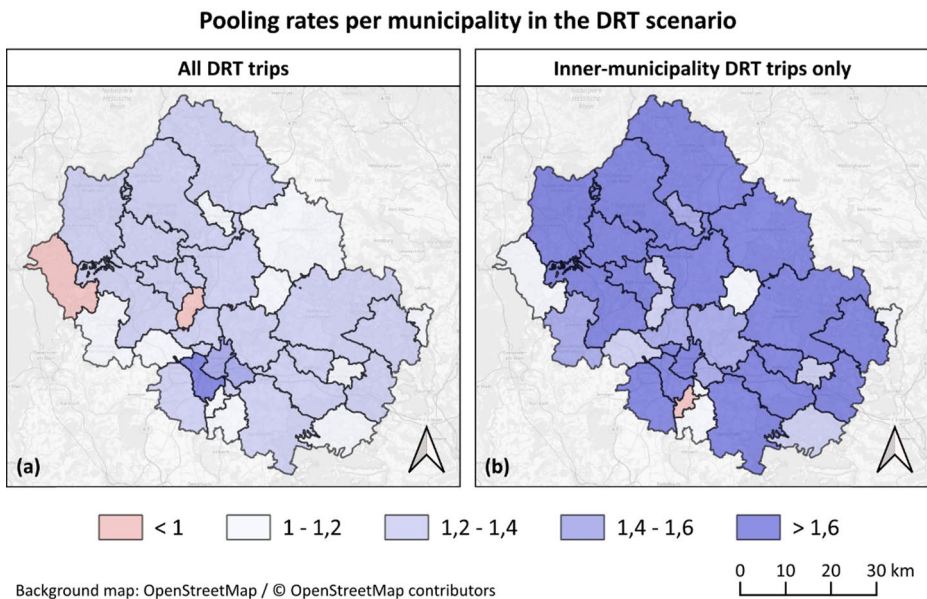 Pooling rates per municipality in the DRT scenario
All DRT trips
Inner-municipality DRT trips only
(a)
(b)
< 1
1 - 1,2
1,2 - 1,4
1,4 - 1,6
> 1,6
Background map: OpenStreetMap / © OpenStreetMap contributors
0 10 20 30 km